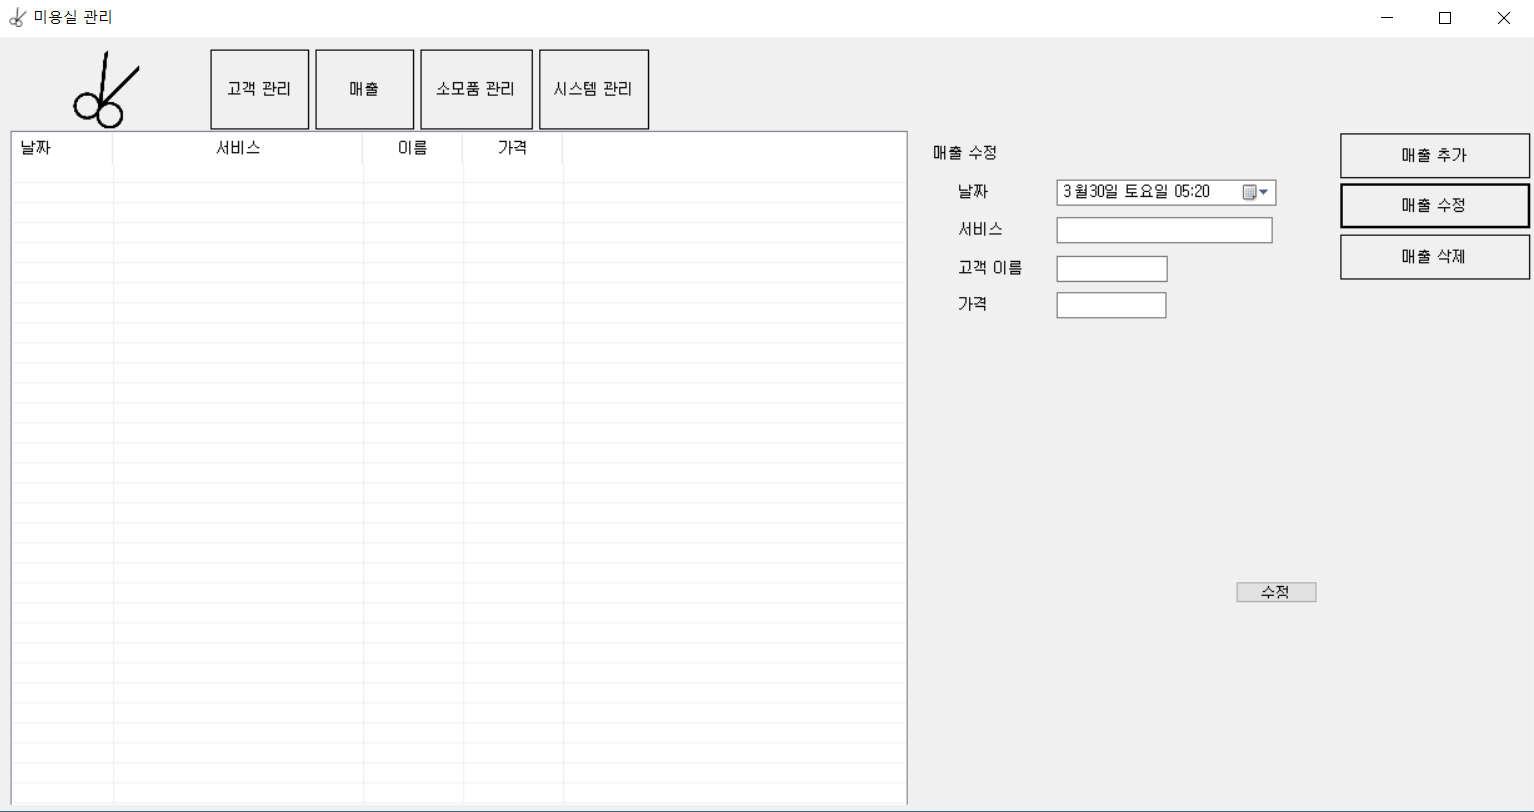 미용실 관리
고객 관리
매출
소모품 관리
시스템 관리
날짜 서비스 이름 가격
매출 수정
날짜 3월30일 토요일 05:20
서비스
고객 이름
가격
수정
매출 추가
매출 수정
매출 삭제